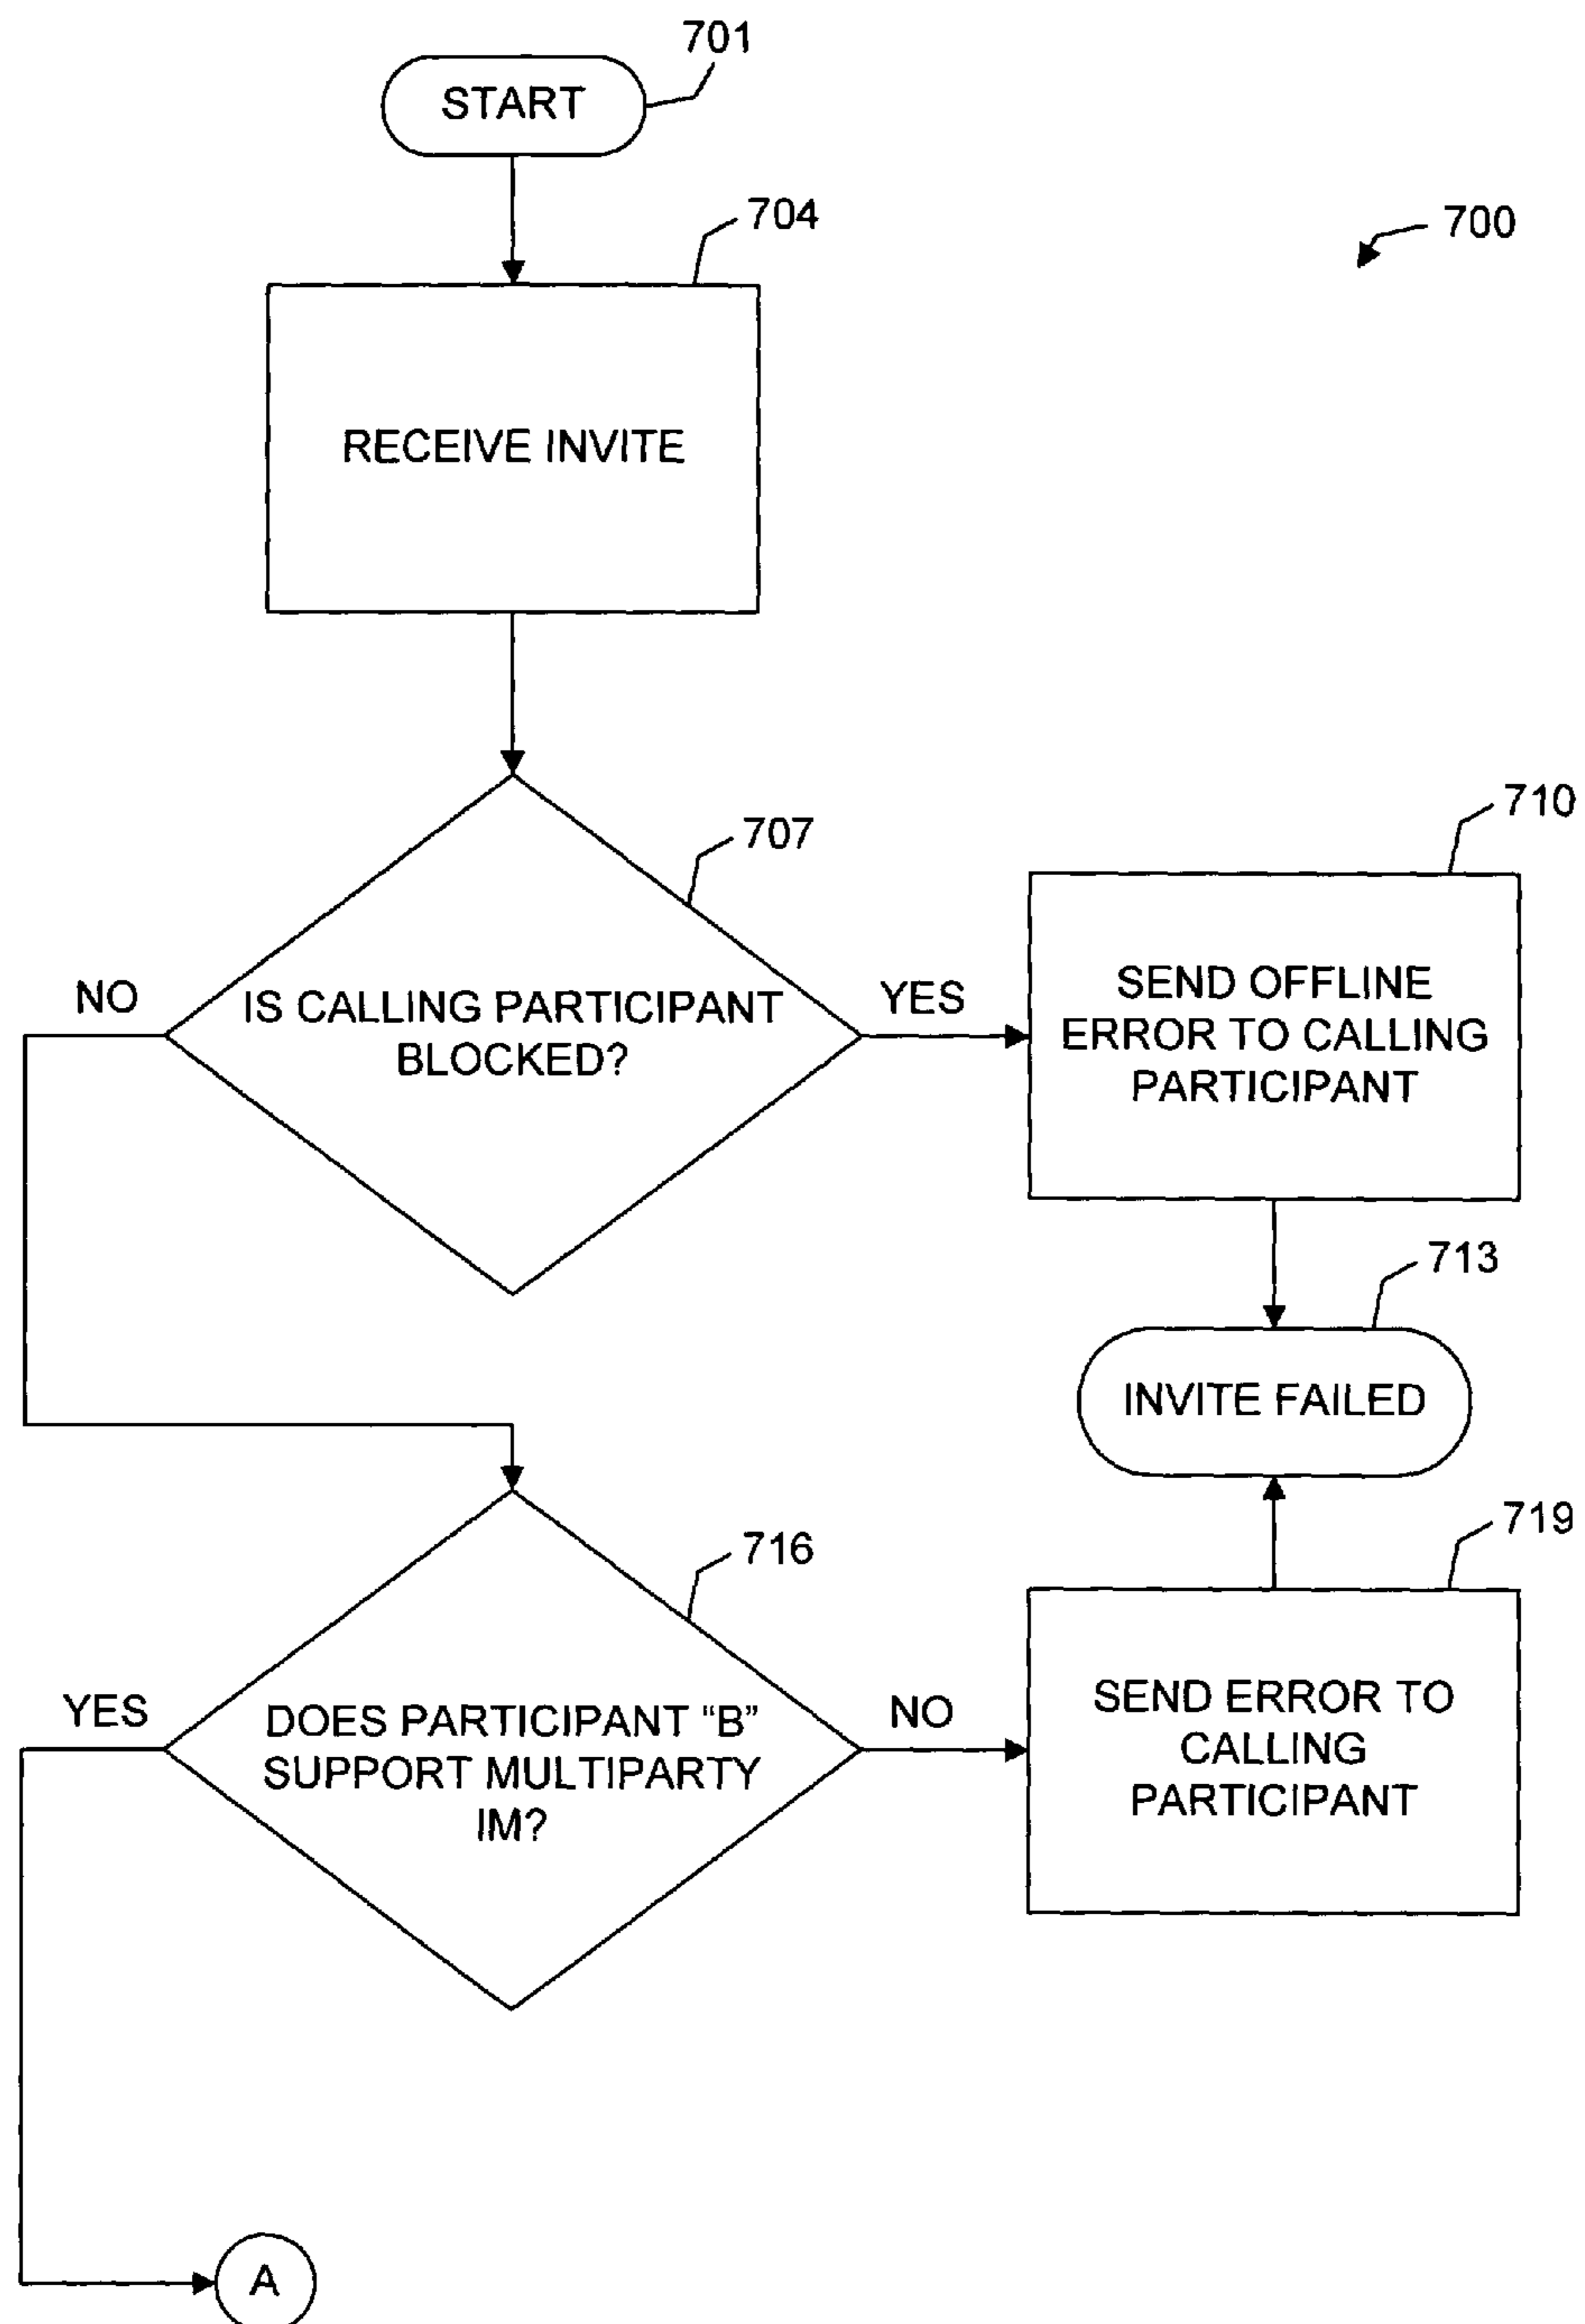 701
START
704
700
RECEIVE INVITE
707
710
NO
IS CALLING PARTICIPANT
BLOCKED?
YES
SEND OFFLINE
ERROR TO CALLING
PARTICIPANT
713
INVITE FAILED
716
719
YES
DOES PARTICIPANT “B”
SUPPORT MULTIPARTY
IM?
NO
SEND ERROR TO
CALLING
PARTICIPANT
A